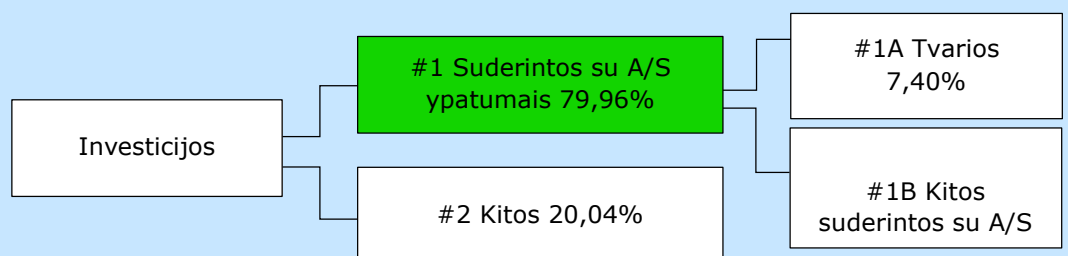 Investicijos
#1 Suderintos su A/S
ypatumais 79,96%
#2 Kitos 20,04%
#1A Tvarios
7,40%
#1B Kitos
suderintos su A/S